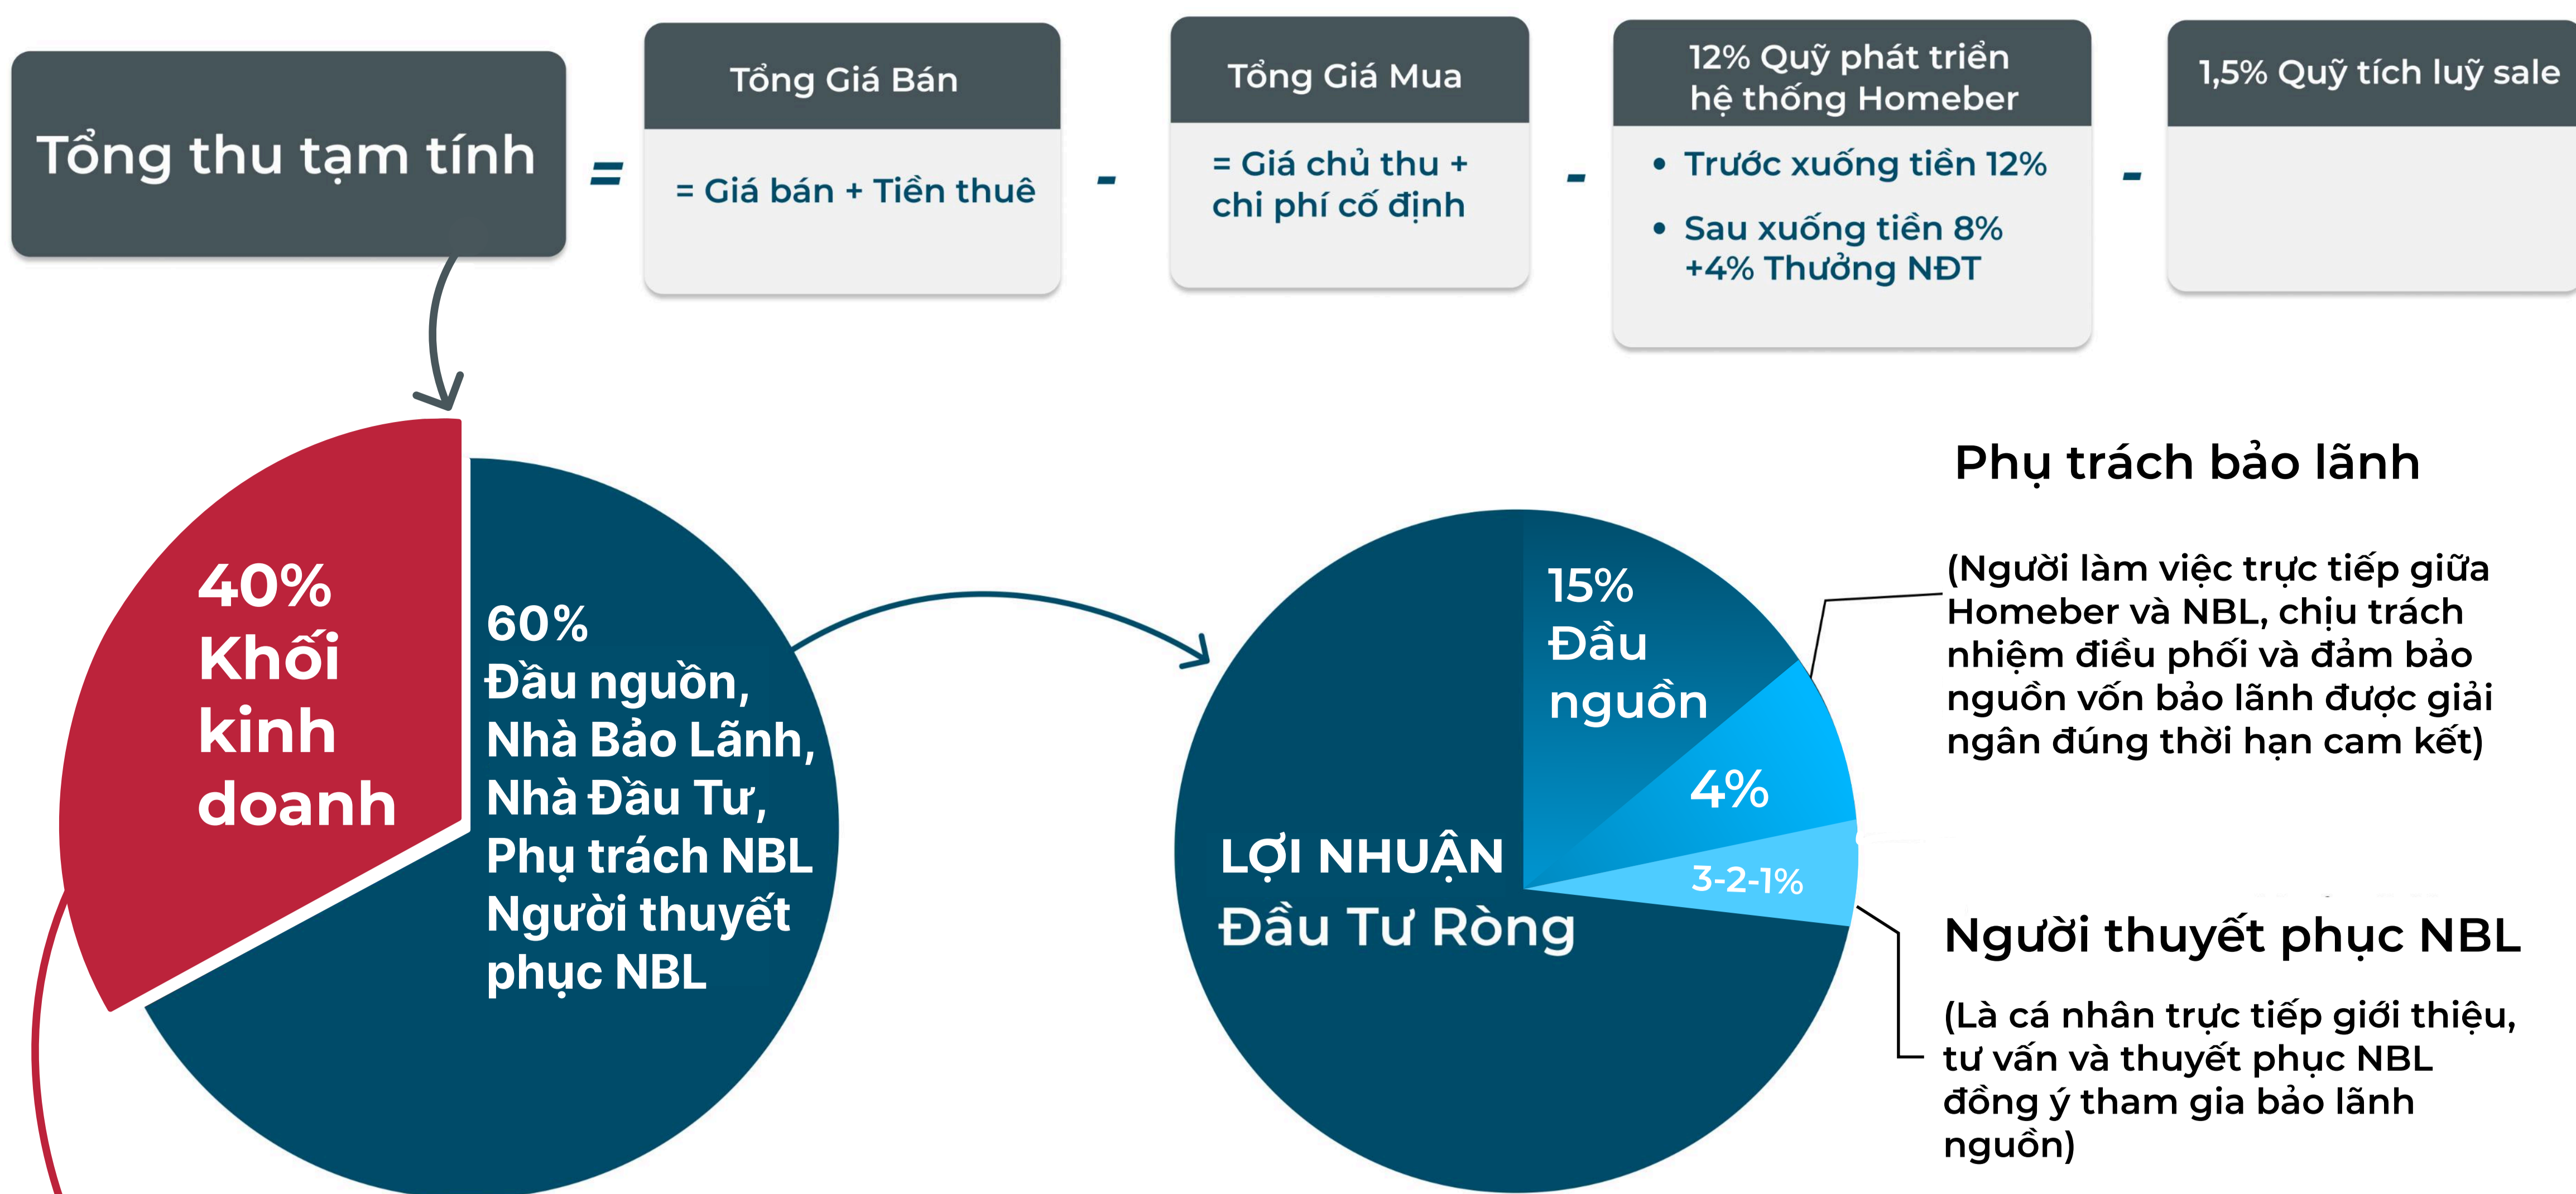 Tổng thu tạm tính
=
Tổng Giá Bán
= Giá bán + Tiền thuê
-
Tổng Giá Mua
= Giá chủ thu +
chi phí cố định
-
12% Quỹ phát triển
hệ thống Homeber
• Trước xuống tiền 12%
• Sau xuống tiền 8%
+4% Thưởng NĐT
-
1,5% Quỹ tích luỹ sale
40%
Khối
kinh
doanh
60%
Đầu nguồn,
Nhà Bảo Lãnh,
Nhà Đầu Tư,
Phụ trách NBL
Người thuyết
phục NBL
LỢI NHUẬN
Đầu Tư Ròng
15%
Đầu
nguồn
4%
3-2-1%
Phụ trách bảo lãnh
(Người làm việc trực tiếp giữa
Homeber và NBL, chịu trách
nhiệm điều phối và đảm bảo
nguồn vốn bảo lãnh được giải
ngân đúng thời hạn cam kết)
Người thuyết phục NBL
(Là cá nhân trực tiếp giới thiệu,
tư vấn và thuyết phục NBL
đồng ý tham gia bảo lãnh
nguồn)